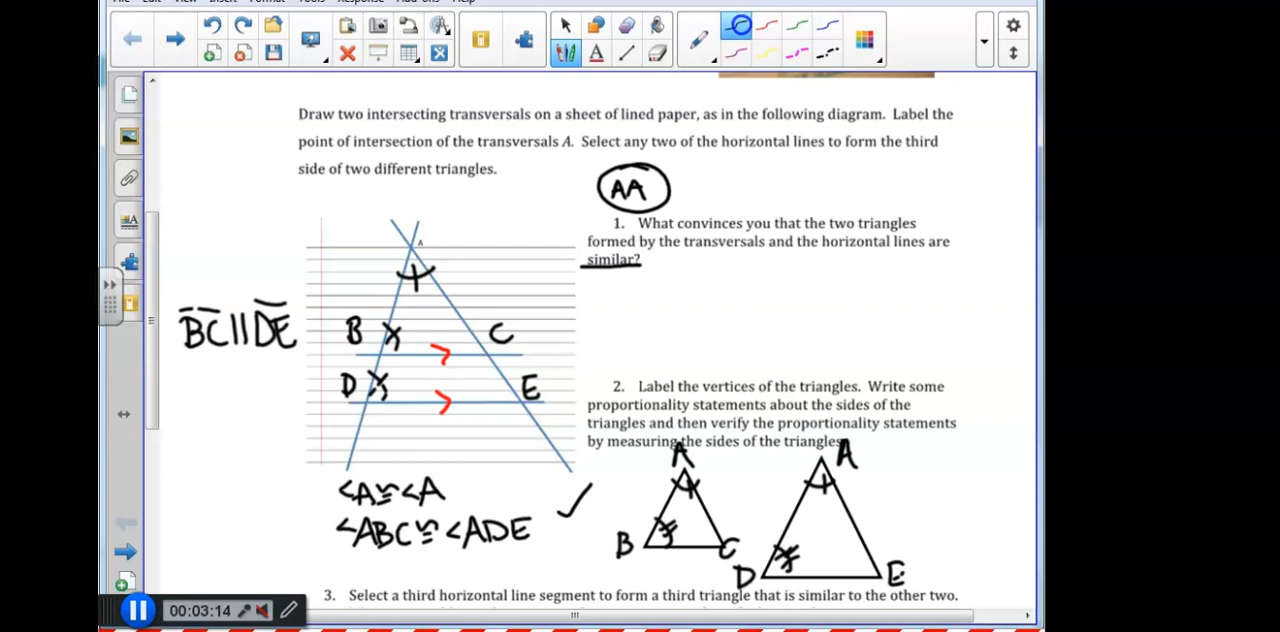 Draw two intersecting transversals on a sheet of lined paper, as in the following diagram. Label the
point of intersection of the transversals A. Select any two of the horizontal lines to form the third
side of two different triangles.
AA
1. What convinces you that the two triangles
formed by the transversals and the horizontal lines are
similar?
A
BC||DE
B
C
D
E
2. Label the vertices of the triangles. Write some
proportionality statements about the sides of the
triangles and then verify the proportionality statements
by measuring the sides of the triangles.
<A≅<A
<ABC≅<ADE
A
B
C
A
D
E
3. Select a third horizontal line segment to form a third triangle that is similar to the other two.
00:03:14